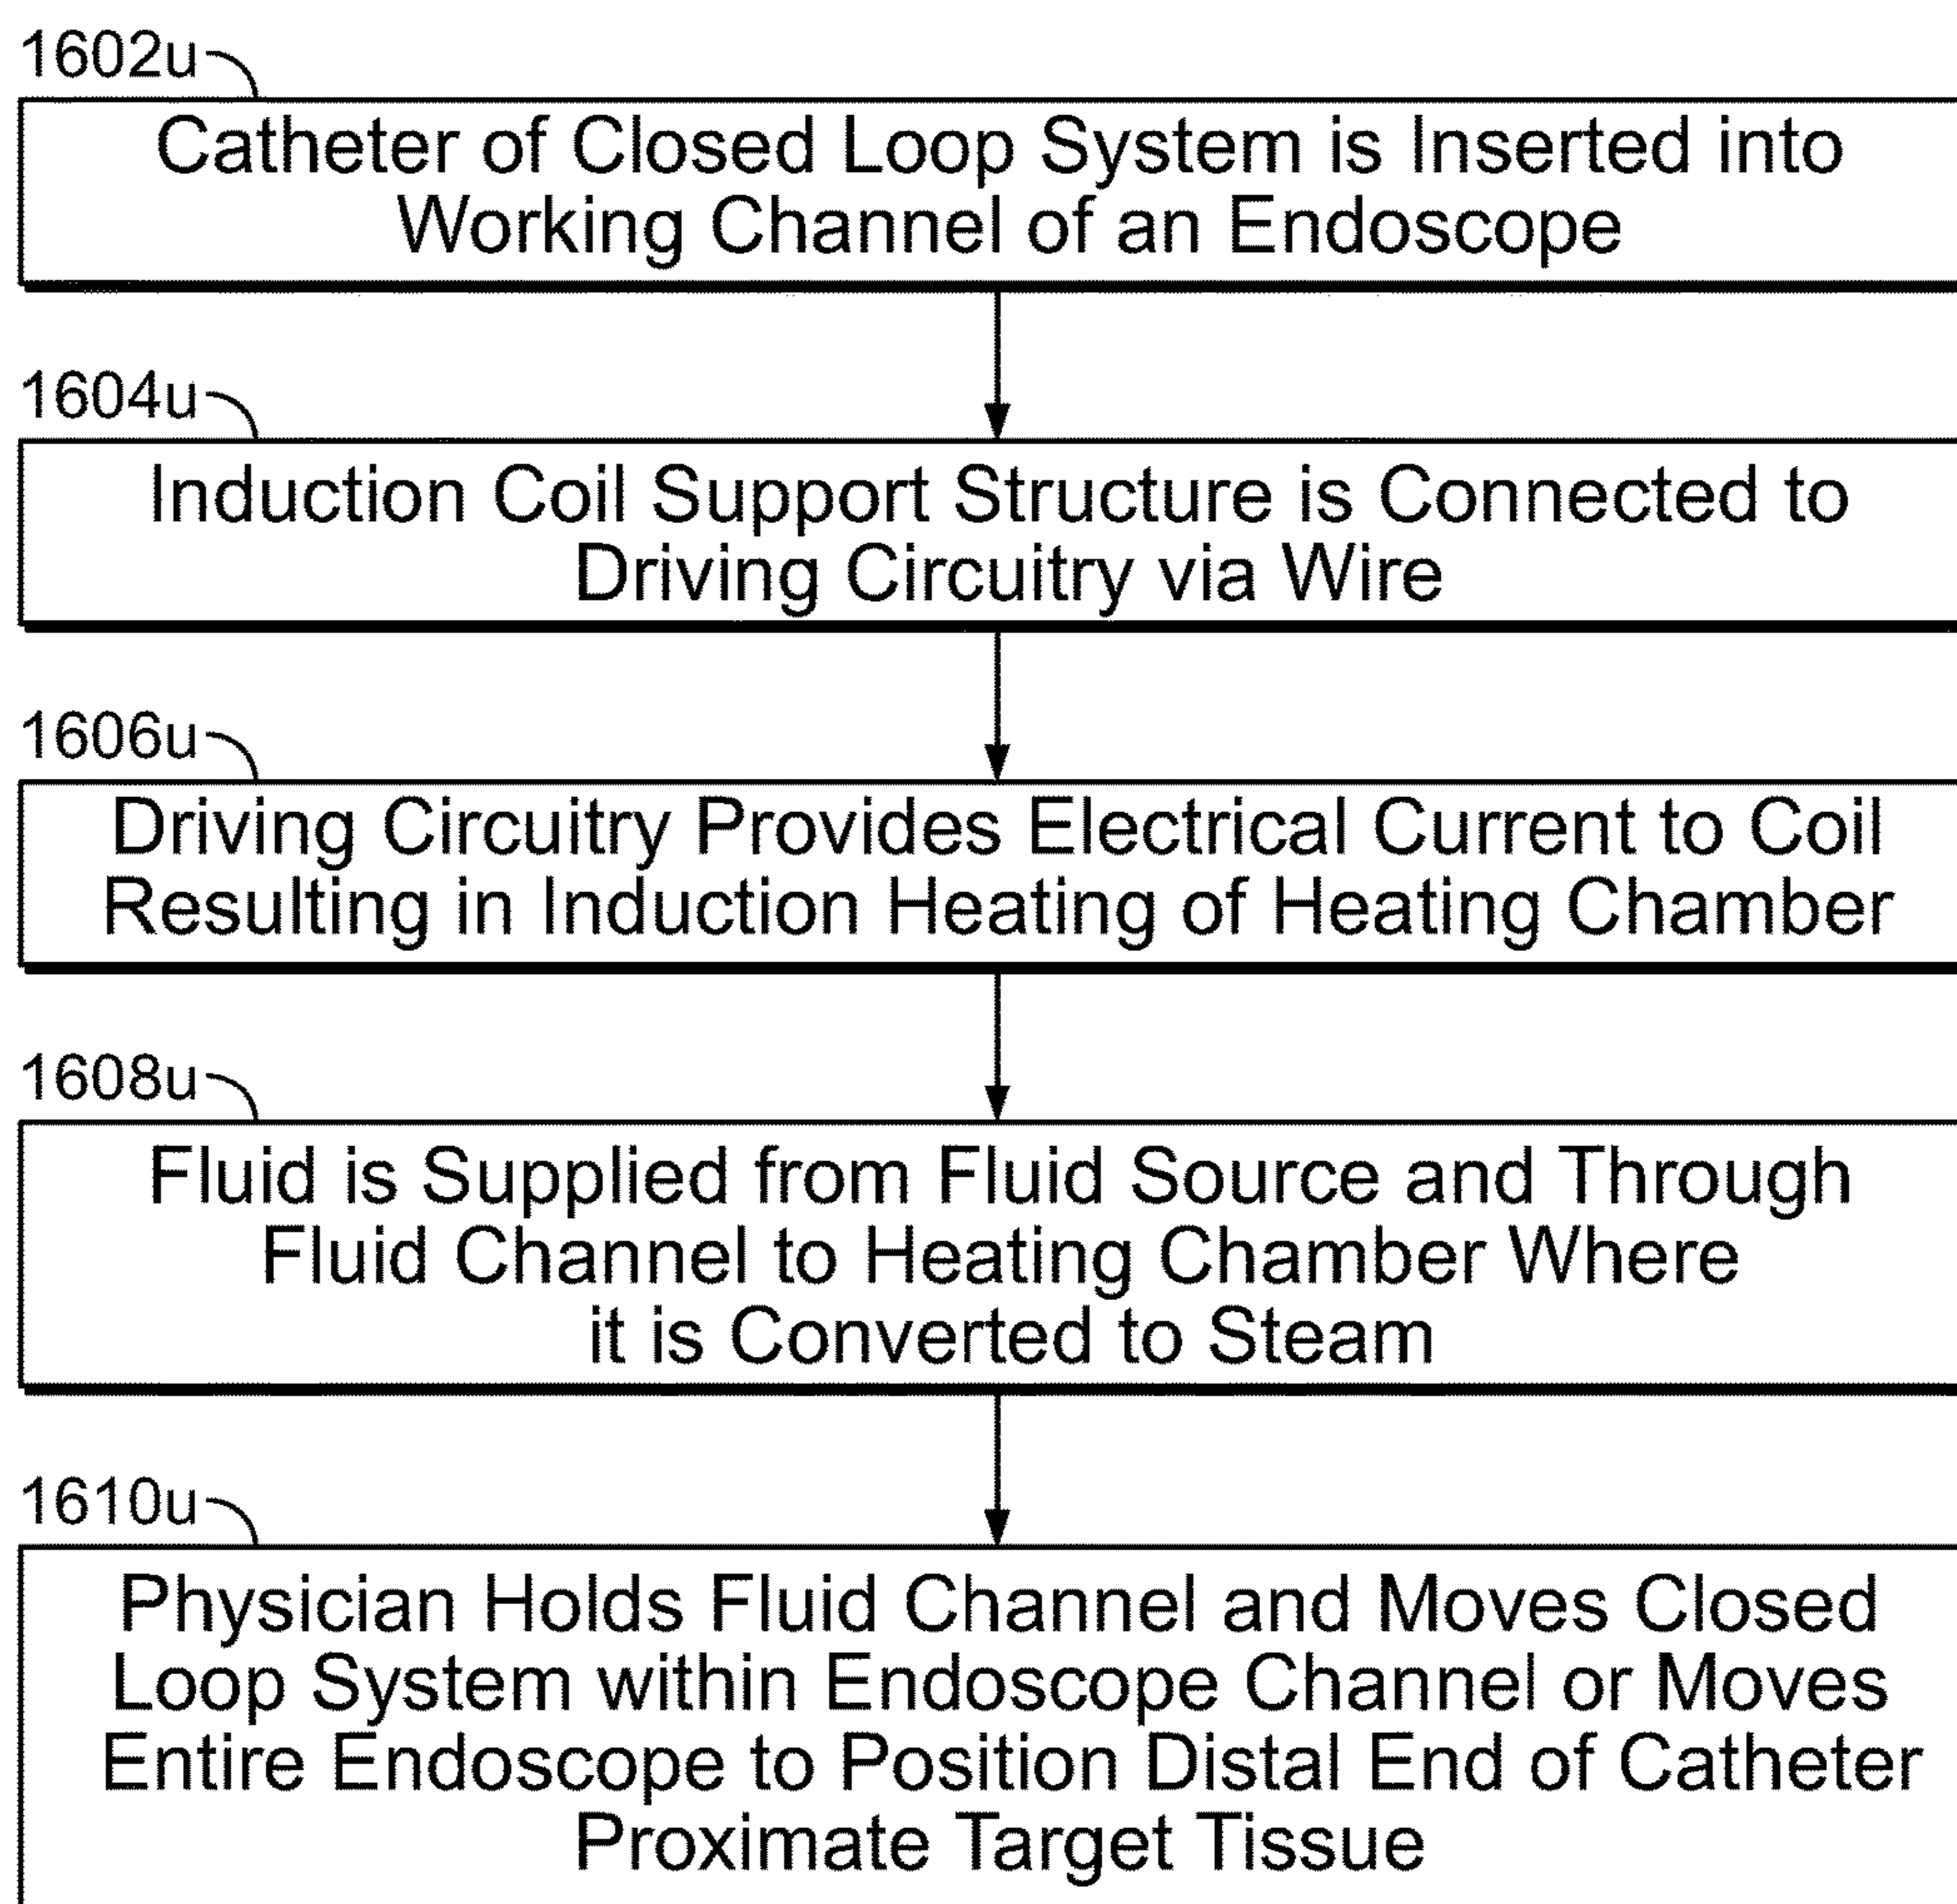 1602u
Catheter of Closed Loop System is Inserted into
Working Channel of an Endoscope
1604u
Induction Coil Support Structure is Connected to
Driving Circuitry via Wire
1606u
Driving Circuitry Provides Electrical Current to Coil
Resulting in Induction Heating of Heating Chamber
1608u
Fluid is Supplied from Fluid Source and Through
Fluid Channel to Heating Chamber Where
it is Converted to Steam
1610u
Physician Holds Fluid Channel and Moves Closed
Loop System within Endoscope Channel or Moves
Entire Endoscope to Position Distal End of Catheter
Proximate Target Tissue